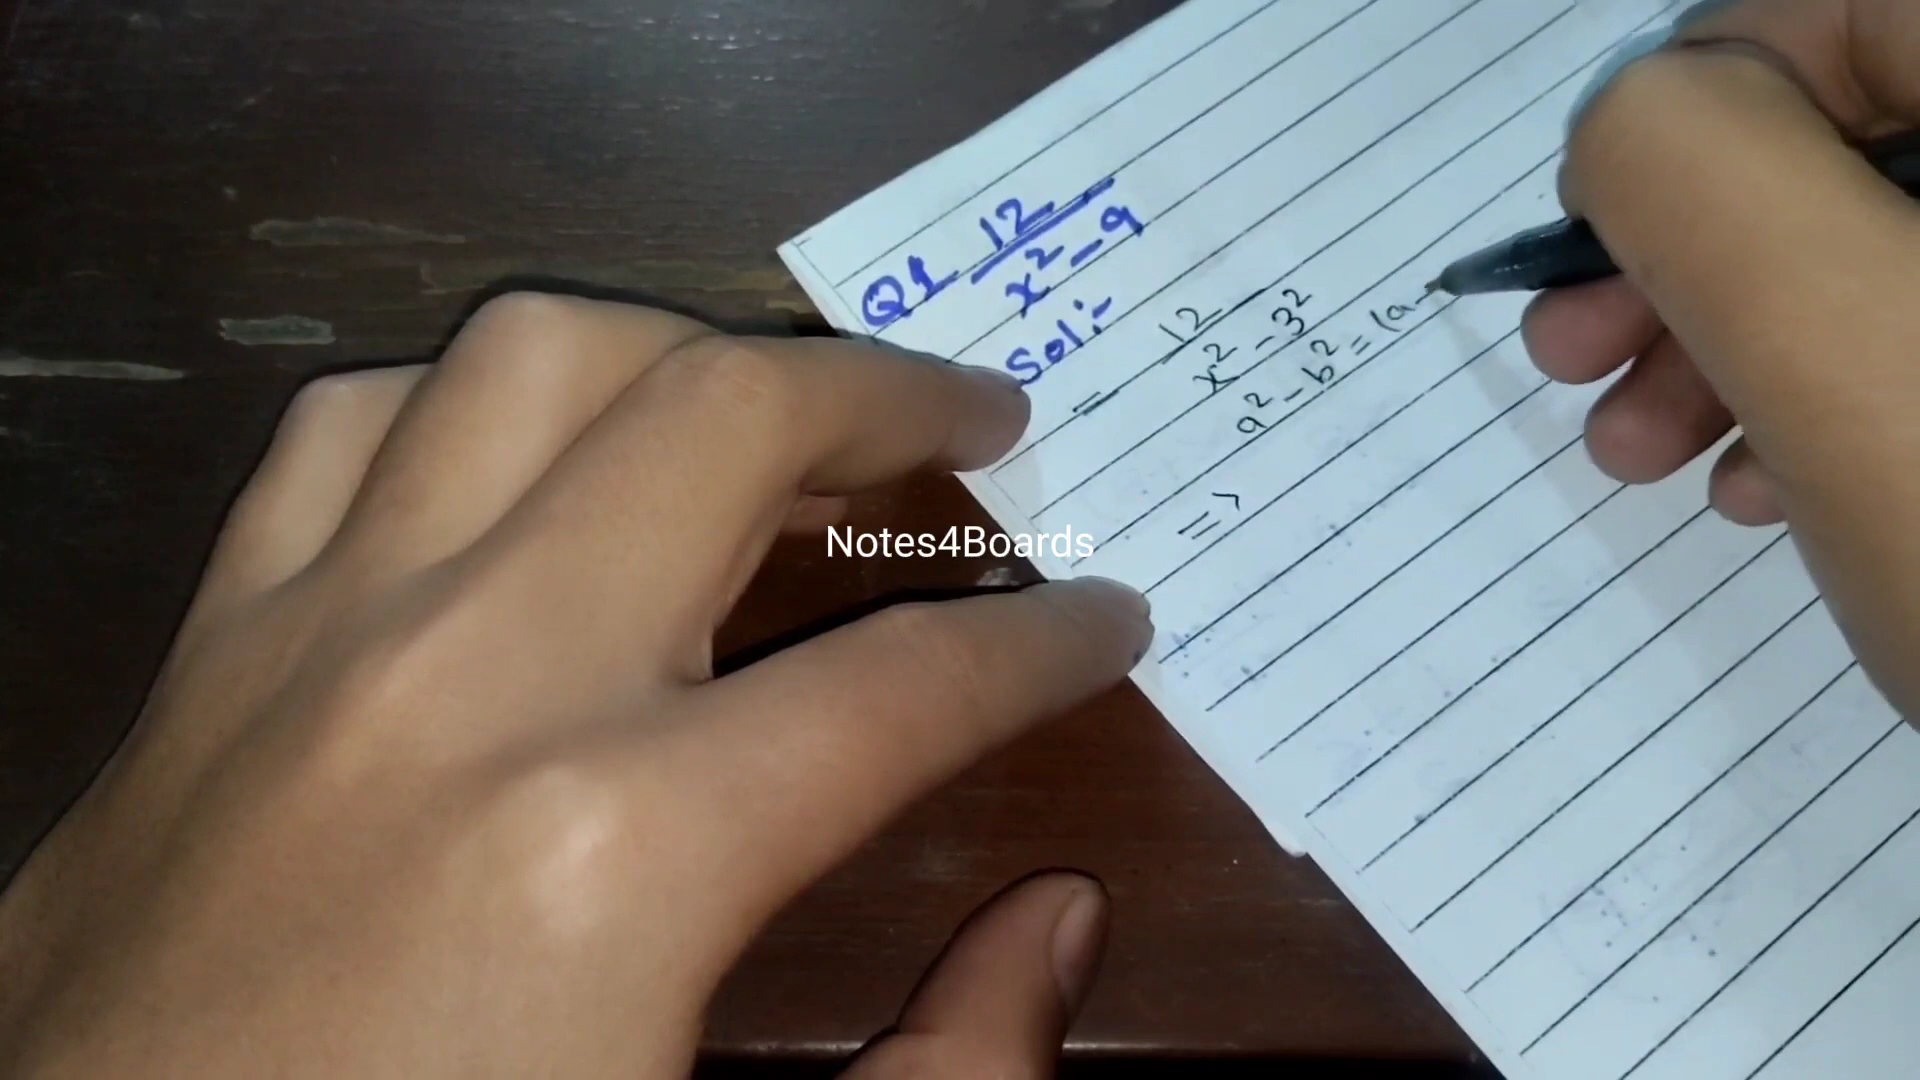 Q1 12
x² - 9
Sol:-
= 12
x² - 3²
a² - b² = (a -
=>
Notes4Boards